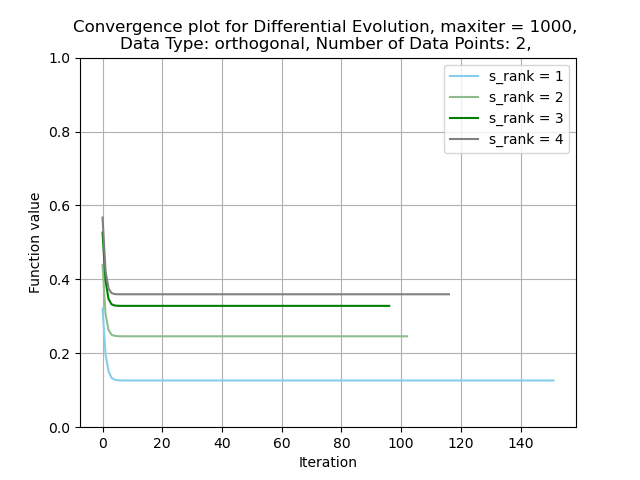 Convergence plot for Differential Evolution, maxiter = 1000,
Data Type: orthogonal, Number of Data Points: 2,
s_rank = 1
s_rank = 2
s_rank = 3
s_rank = 4
Function value
1.0
0.8
0.6
0.4
0.2
0.0
0 20 40 60 80 100 120 140
Iteration